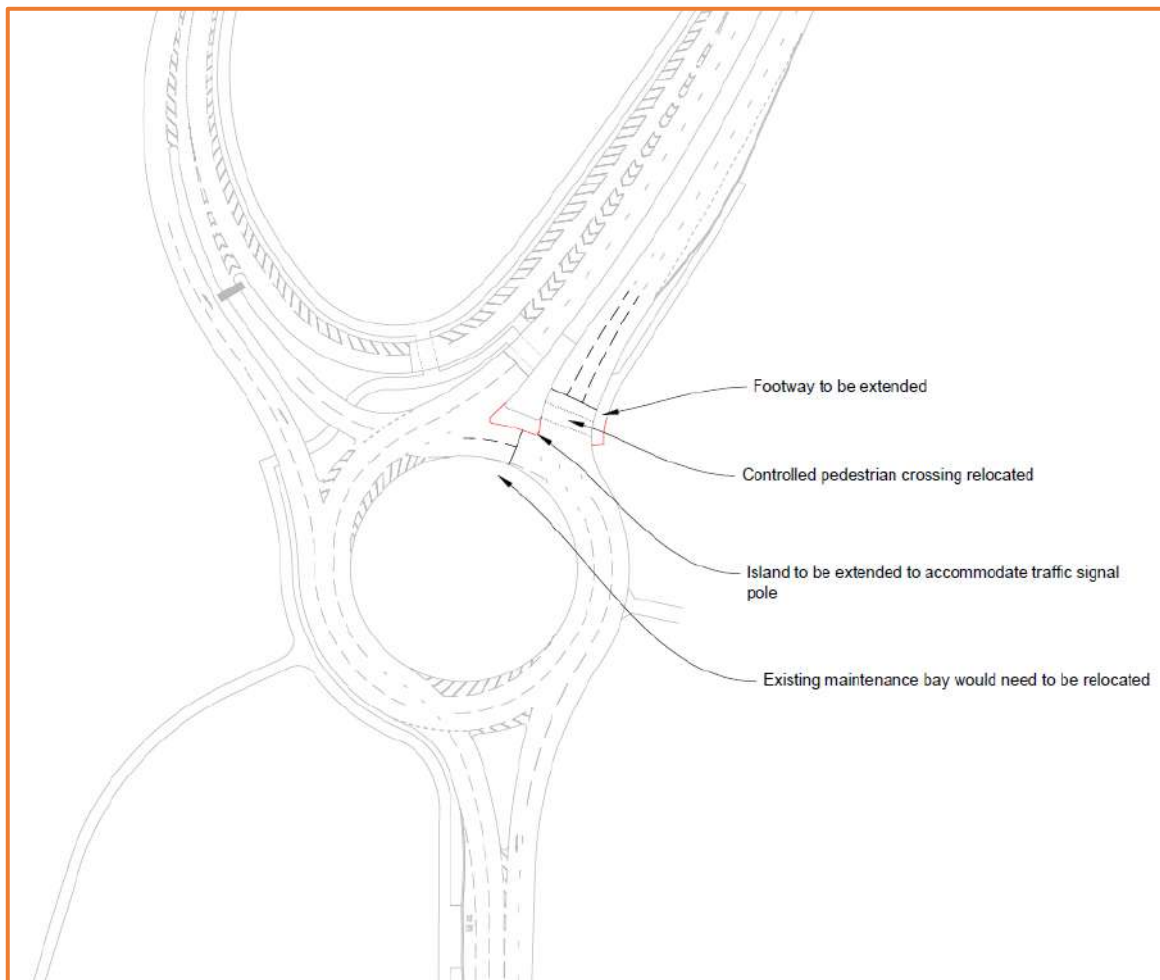 Footway to be extended
Controlled pedestrian crossing relocated
Island to be extended to accommodate traffic signal
pole
Existing maintenance bay would need to be relocated